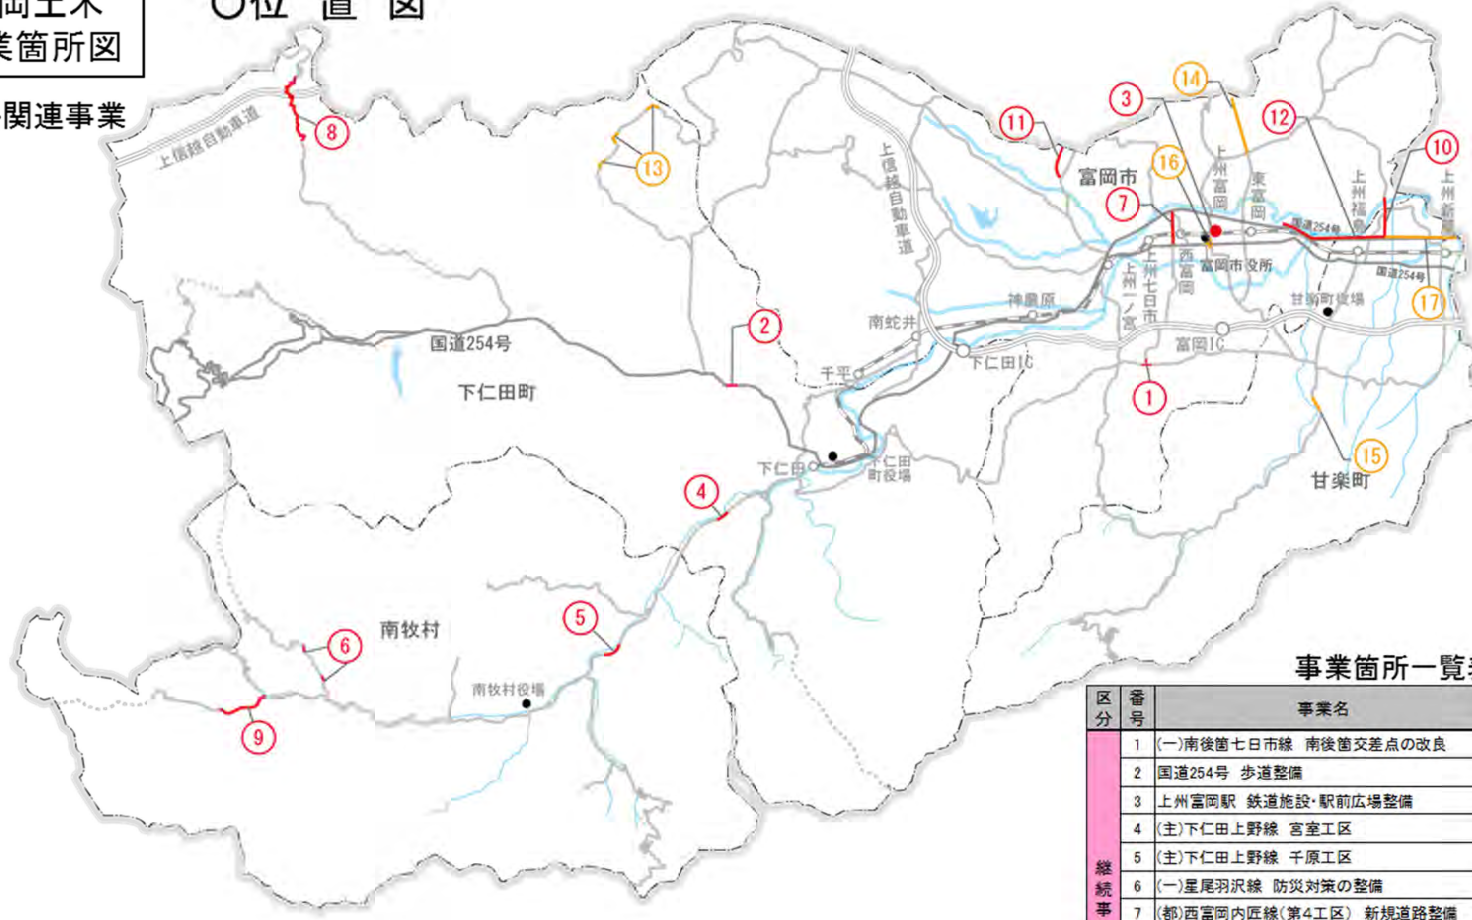 岡土木
業箇所図
〇位 置 図
関連事業
上信越自動車道
8
13
11
3
14
12
10
16
富岡市
上州富岡
東富岡
上州福島
上州新屋
7
国道254号
上信越自動車道
西富岡
富岡市役所
国道254号
上州七日市
上州一ノ宮
神農原
南蛇井
甘楽町役場
17
2
国道254号
千平
下仁田IC
富岡IC
下仁田町
1
下仁田
下仁田
町役場
15
甘楽町
4
5
6
南牧村
南牧村役場
9
事業箇所一覧表
区分 番号 事業名
継続事
1 (一)南後箇七日市線 南後箇交差点の改良
2 国道254号 歩道整備
3 上州富岡駅 鉄道施設・駅前広場整備
4 (主)下仁田上野線 宮室工区
5 (主)下仁田上野線 千原工区
6 (一)星尾羽沢線 防災対策の整備
7 (都)西富岡内匠線(第4工区) 新規道路整備